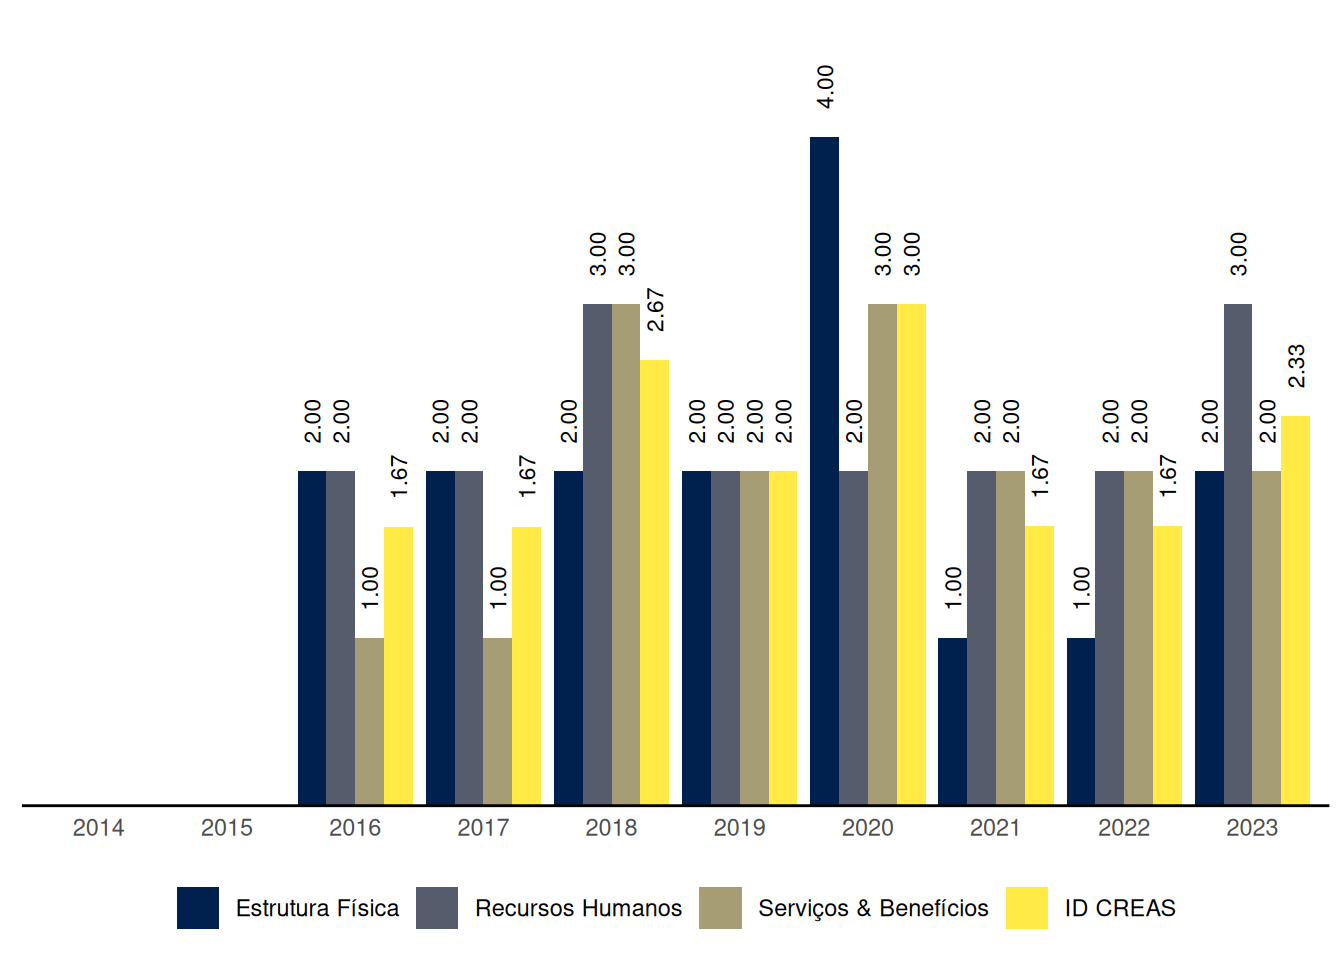 4.00
3.00 3.00 3.00 3.00 3.00
2.67
2.33
2.00 2.00 2.00 2.00 2.00 2.00 2.00 2.00 2.00 2.00 2.00 2.00 2.00 2.00 2.00 2.00
1.67 1.67 1.67 1.67
1.00 1.00 1.00 1.00
2014 2015 2016 2017 2018 2019 2020 2021 2022 2023
Estrutura Física Recursos Humanos Serviços & Benefícios ID CREAS